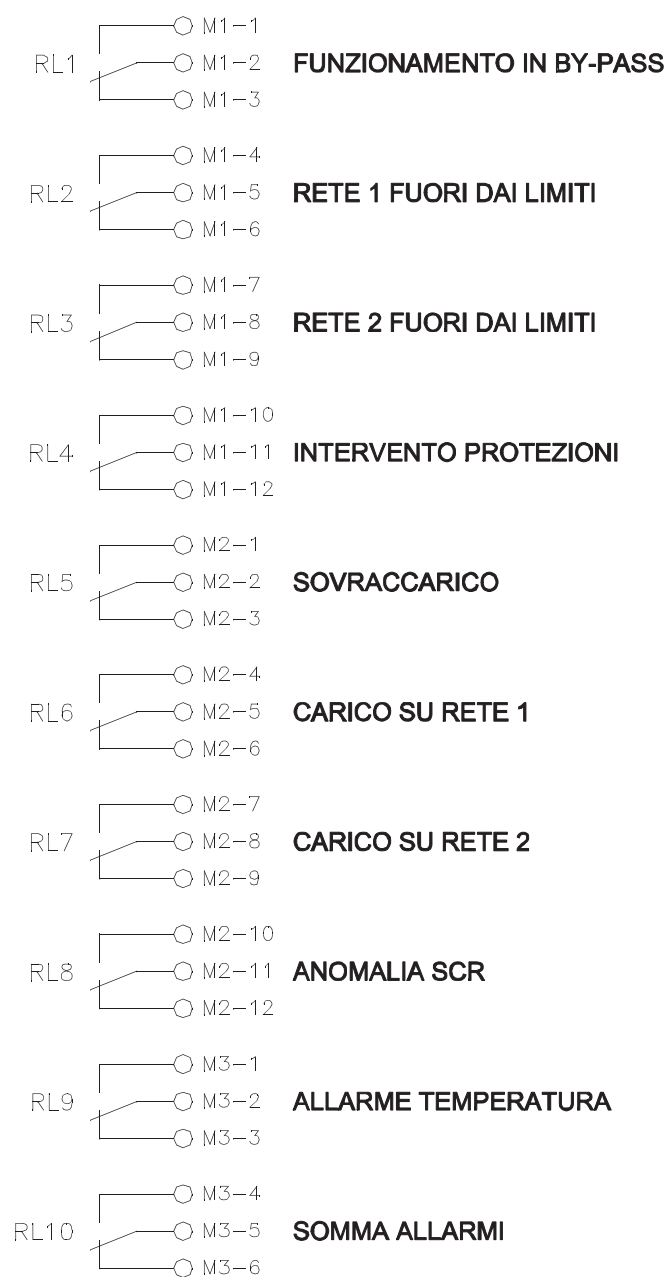 M1-1
RL1 M1-2 FUNZIONAMENTO IN BY-PASS
M1-3
M1-4
RL2 M1-5 RETE 1 FUORI DAI LIMITI
M1-6
M1-7
RL3 M1-8 RETE 2 FUORI DAI LIMITI
M1-9
M1-10
RL4 M1-11 INTERVENTO PROTEZIONI
M1-12
M2-1
RL5 M2-2 SOVRACCARICO
M2-3
M2-4
RL6 M2-5 CARICO SU RETE 1
M2-6
M2-7
RL7 M2-8 CARICO SU RETE 2
M2-9
M2-10
RL8 M2-11 ANOMALIA SCR
M2-12
M3-1
RL9 M3-2 ALLARME TEMPERATURA
M3-3
M3-4
RL10 M3-5 SOMMA ALLARMI
M3-6